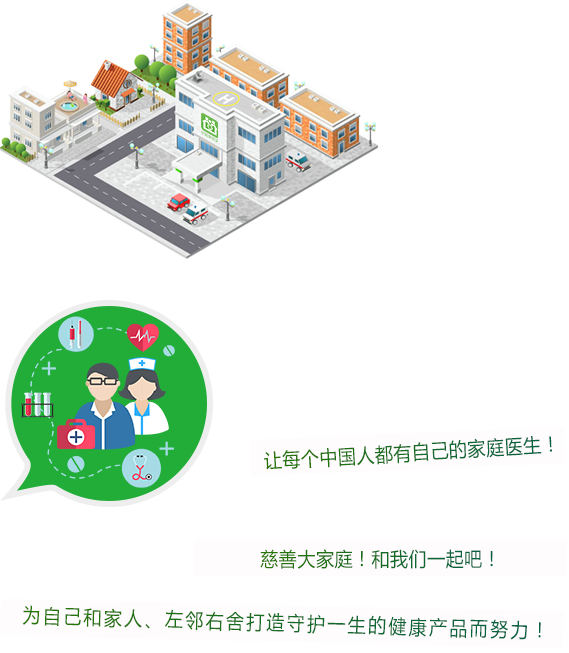 让每个中国人都有自己的家庭医生！
慈善大家庭！和我们一起吧！
为自己和家人、左邻右舍打造守护一生的健康产品而努力！